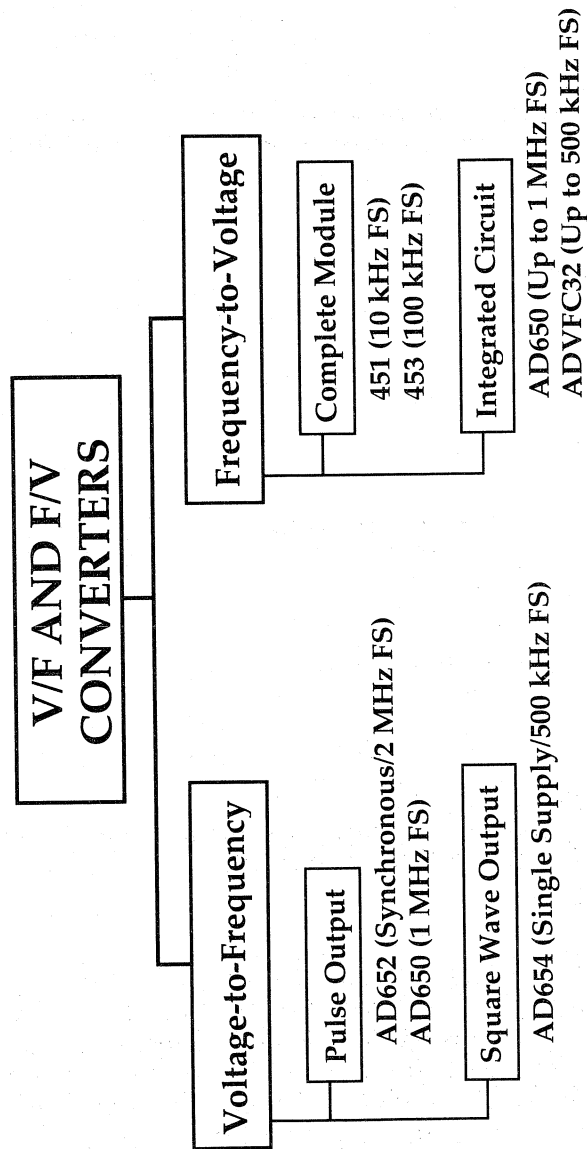 V/F AND F/V
CONVERTERS
Voltage-to-Frequency
Pulse Output
AD652 (Synchronous/2 MHz FS)
AD650 (1 MHz FS)
Square Wave Output
AD654 (Single Supply/500 kHz FS)
Frequency-to-Voltage
Complete Module
451 (10 kHz FS)
453 (100 kHz FS)
Integrated Circuit
AD650 (Up to 1 MHz FS)
ADVFC32 (Up to 500 kHz FS)